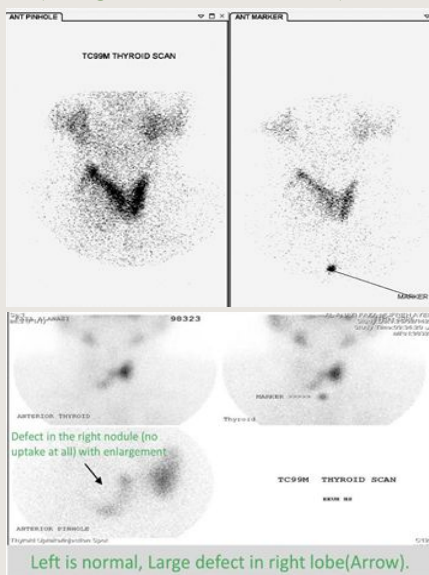 ANT PINHOLE
ANT MARKER
TC99M THYROID SCAN
MARKER
98323
ANTERIOR THYROID
MARKER >>>>>
Thyroid
Defect in the right nodule (no
uptake at all) with enlargement
TC99M THYROID SCAN
ANTERIOR PINHOLE
Left is normal, Large defect in right lobe(Arrow).